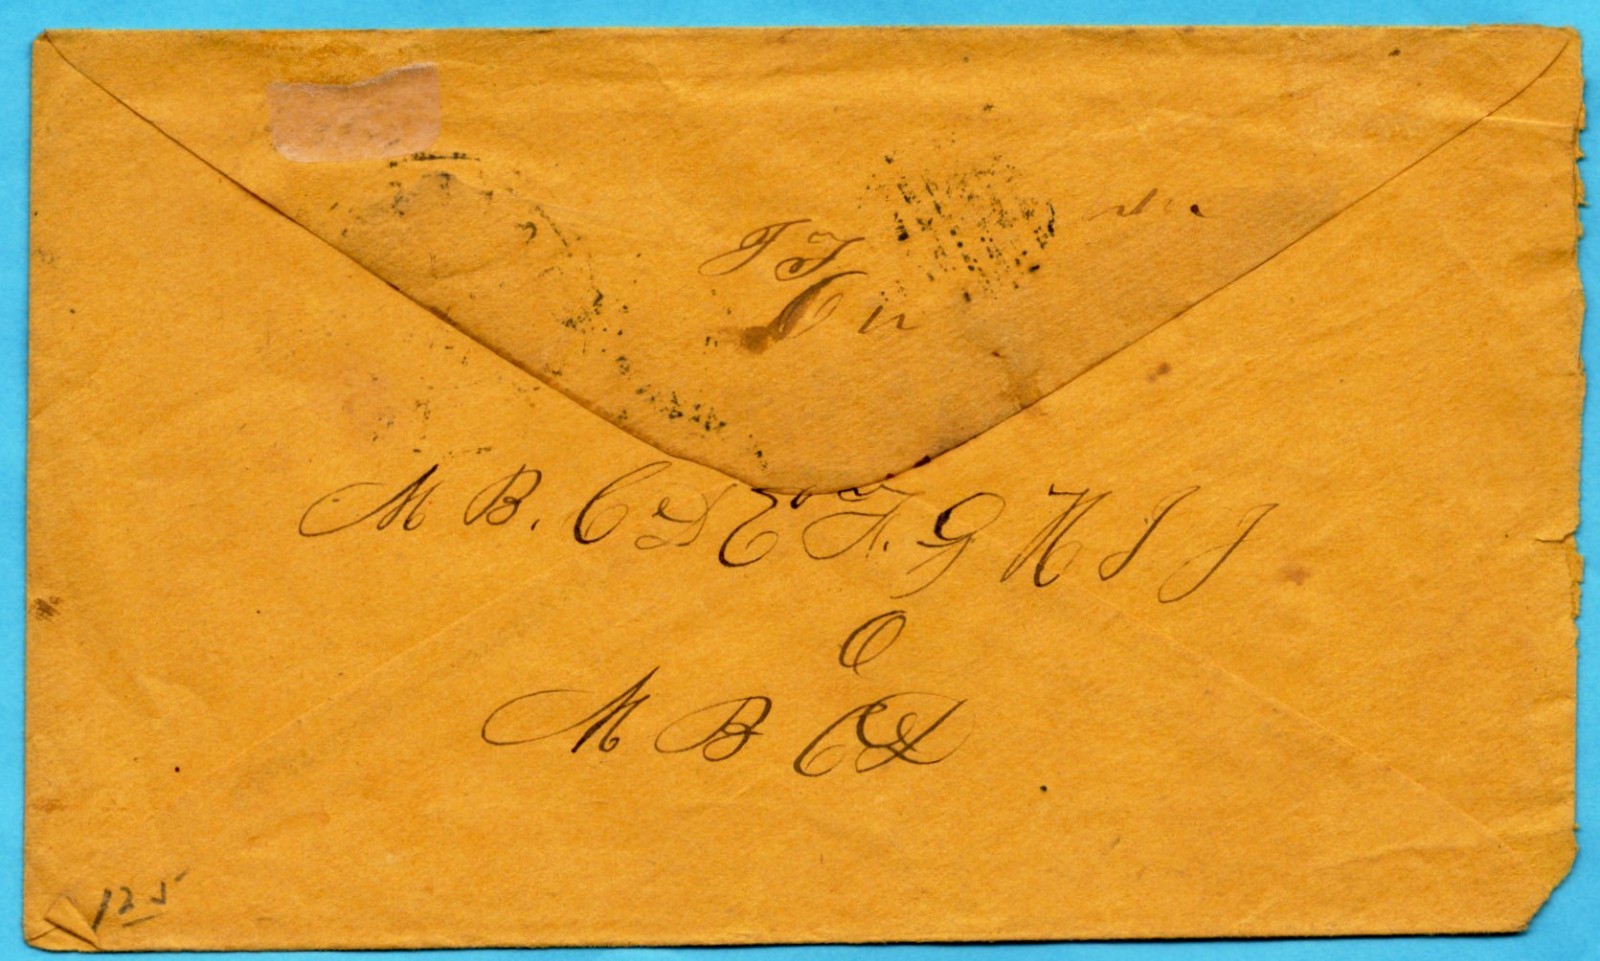 T F
C n
A B. C D E F. G H I J
O
A B C D
125